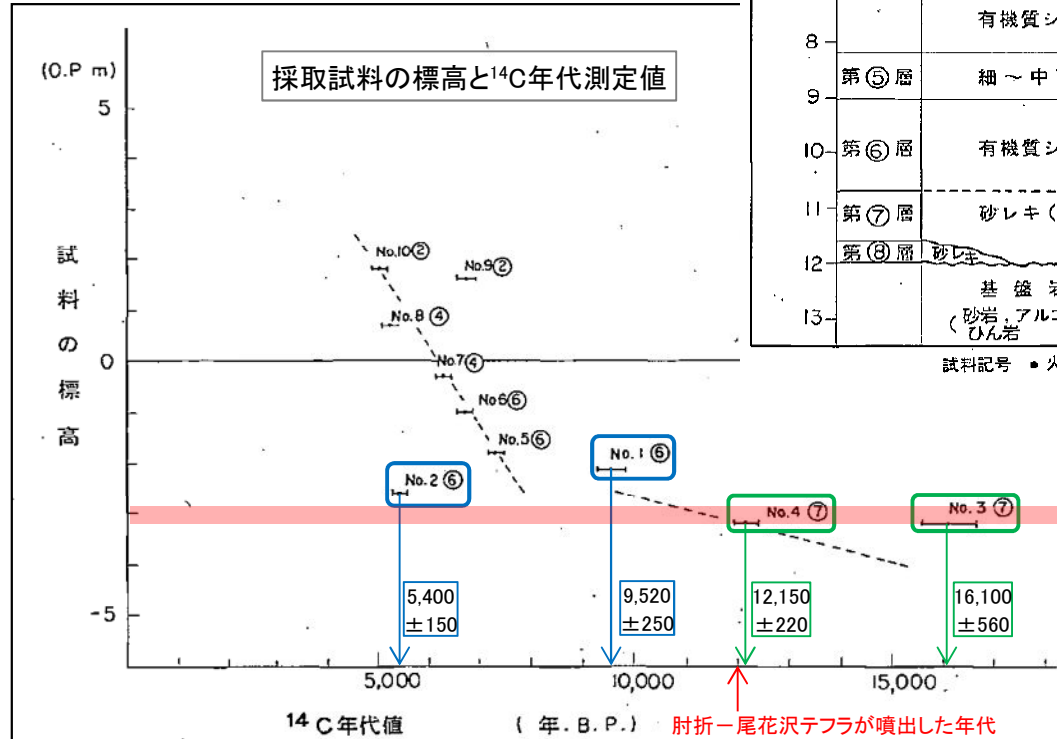 採取試料の標高と¹⁴C年代測定値
(O.P m)
5
0
-5
試料の標高
No.10②
No.9②
No.8④
No.7④
No6⑥
No.5⑥
No.2⑥
No.1⑥
No.4⑦
No.3⑦
5,400
±150
9,520
±250
12,150
±220
16,100
±560
5,000
10,000
15,000
¹⁴C年代値 (年.B.P.)
肘折－尾花沢テフラが噴出した年代
有機質シ
8
第⑤層 細～中
9
10 第⑥層 有機質シ
11 第⑦層 砂レキ(
第⑧層 砂レキ
12
基盤岩
13 (砂岩,アルコ
ひん岩
試料記号 ●火